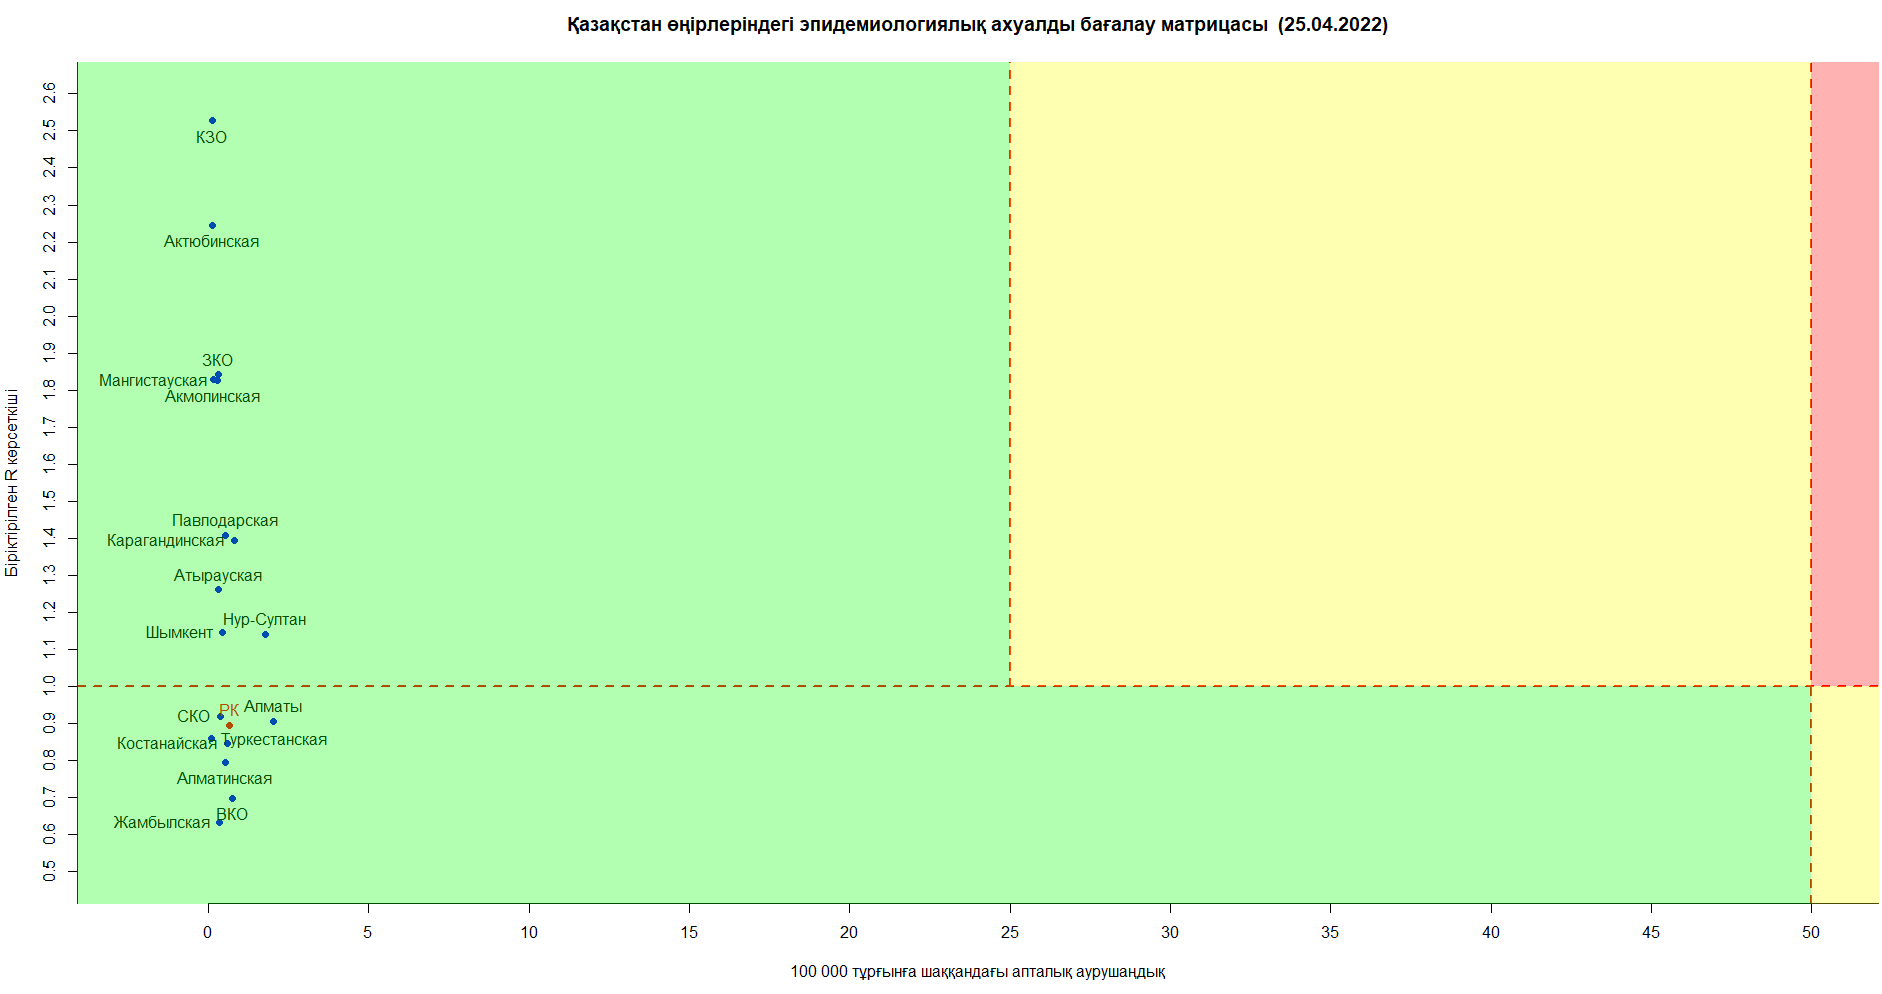 Қазақстан өңірлеріндегі эпидемиологиялық ахуалды бағалау матрицасы (25.04.2022)
Біріктірілген R көрсеткіші
2.6
2.5
2.4
2.3
2.2
2.1
2.0
1.9
1.8
1.7
1.6
1.5
1.4
1.3
1.2
1.1
1.0
0.9
0.8
0.7
0.6
0.5
КЗО
Актюбинская
ЗКО
Мангистауская
Акмолинская
Павлодарская
Карагандинская
Атырауская
Нур-Султан
Шымкент
РК
Алматы
СКО
Туркестанская
Костанайская
Алматинская
ВКО
Жамбылская
0 5 10 15 20 25 30 35 40 45 50
100 000 тұрғынға шаққандағы апталық аурушаңдық